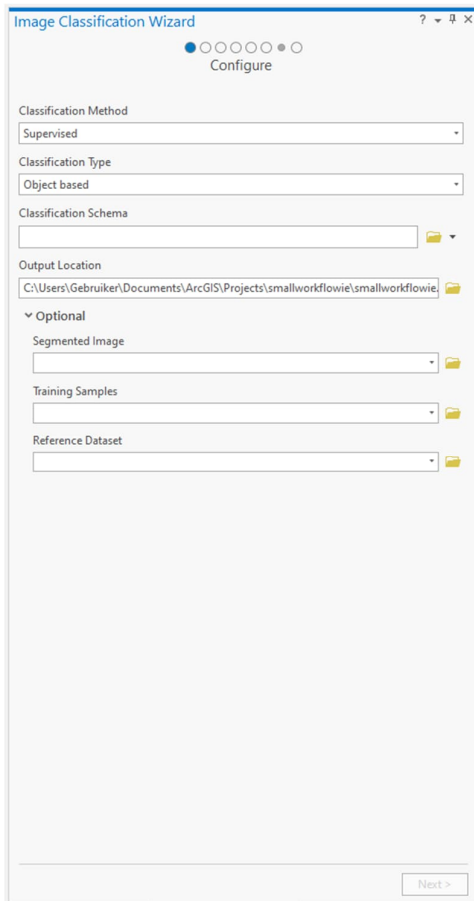 Image Classification Wizard
Configure
Classification Method
Supervised
Classification Type
Object based
Classification Schema
Output Location
C:\Users\Gebruiker\Documents\ArcGIS\Projects\smallworkflowie\smallworkflowie.
Optional
Segmented Image
Training Samples
Reference Dataset
Next >